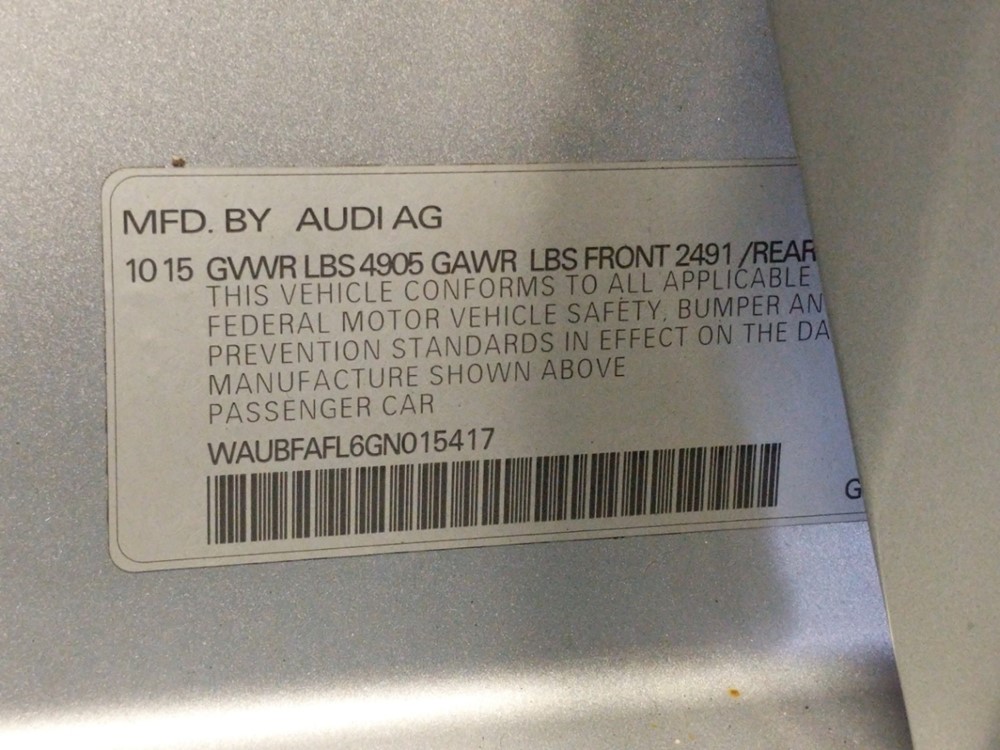 MFD. BY AUDI AG
10 15 GVWR LBS 4905 GAWR LBS FRONT 2491 /REAR
THIS VEHICLE CONFORMS TO ALL APPLICABLE
FEDERAL MOTOR VEHICLE SAFETY, BUMPER AN
PREVENTION STANDARDS IN EFFECT ON THE DA
MANUFACTURE SHOWN ABOVE
PASSENGER CAR
WAUBFAFL6GN015417
G